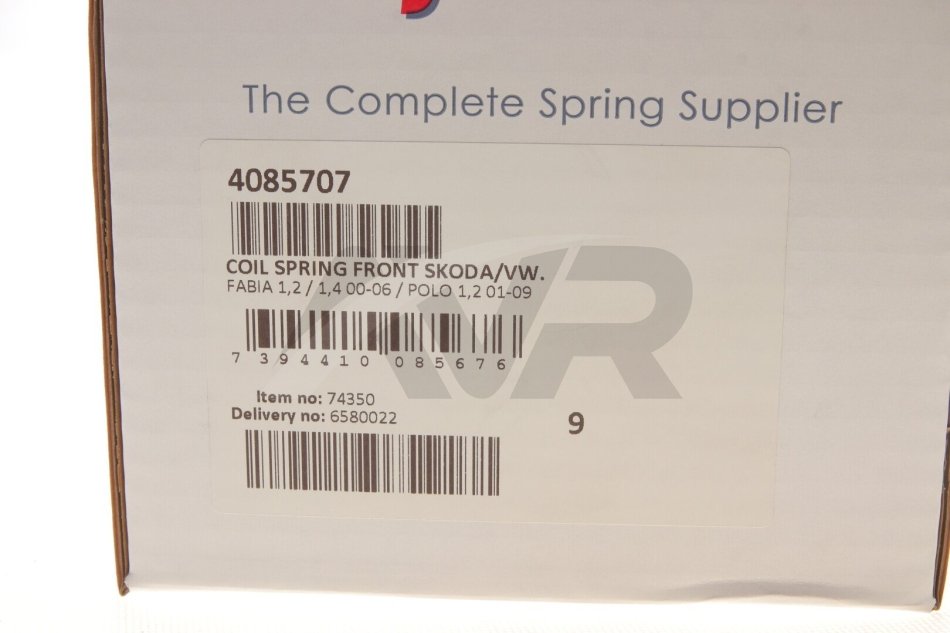 The Complete Spring Supplier
4085707
COIL SPRING FRONT SKODA/VW.
FABIA 1,2 / 1,4 00-06 / POLO 1,2 01-09
7 394410 085676
Item no: 74350
Delivery no: 6580022
9
VR